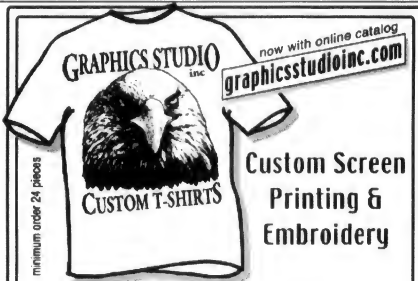 GRAPHICS STUDIO
inc
CUSTOM T-SHIRTS
now with online catalog
graphicsstudioinc.com
Custom Screen
Printing &
Embroidery
minimum order 24 pieces